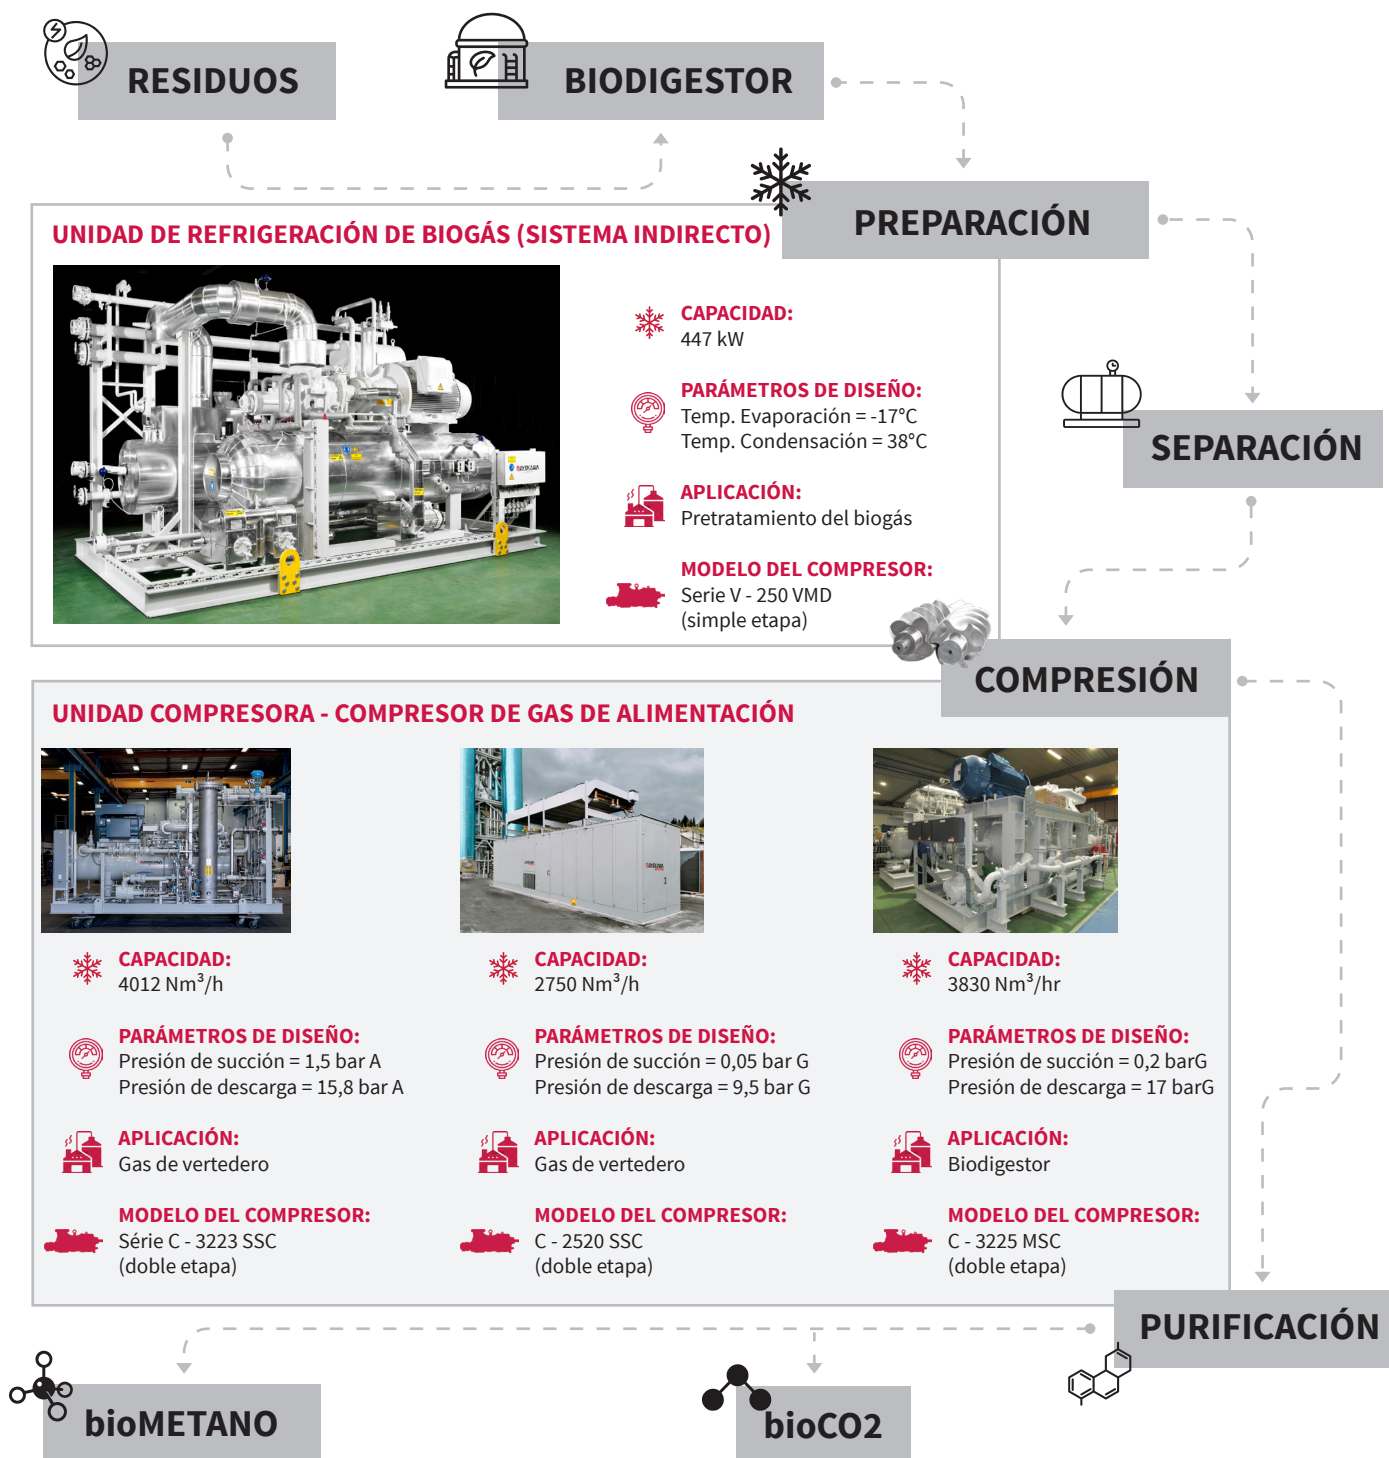 RESIDUOS
BIODIGESTOR
PREPARACIÓN
UNIDAD DE REFRIGERACIÓN DE BIOGÁS (SISTEMA INDIRECTO)
CAPACIDAD:
447 kW
PARÁMETROS DE DISEÑO:
Temp. Evaporación = -17°C
Temp. Condensación = 38°C
APLICACIÓN:
Pretratamiento del biogás
MODELO DEL COMPRESOR:
Serie V - 250 VMD
(simple etapa)
SEPARACIÓN
COMPRESIÓN
UNIDAD COMPRESORA - COMPRESOR DE GAS DE ALIMENTACIÓN
CAPACIDAD:
4012 Nm³/h
PARÁMETROS DE DISEÑO:
Presión de succión = 1,5 bar A
Presión de descarga = 15,8 bar A
APLICACIÓN:
Gas de vertedero
MODELO DEL COMPRESOR:
Série C - 3223 SSC
(doble etapa)
CAPACIDAD:
2750 Nm³/h
PARÁMETROS DE DISEÑO:
Presión de succión = 0,05 bar G
Presión de descarga = 9,5 bar G
APLICACIÓN:
Gas de vertedero
MODELO DEL COMPRESOR:
C - 2520 SSC
(doble etapa)
CAPACIDAD:
3830 Nm³/hr
PARÁMETROS DE DISEÑO:
Presión de succión = 0,2 barG
Presión de descarga = 17 barG
APLICACIÓN:
Biodigestor
MODELO DEL COMPRESOR:
C - 3225 MSC
(doble etapa)
PURIFICACIÓN
bioMETANO
bioCO2